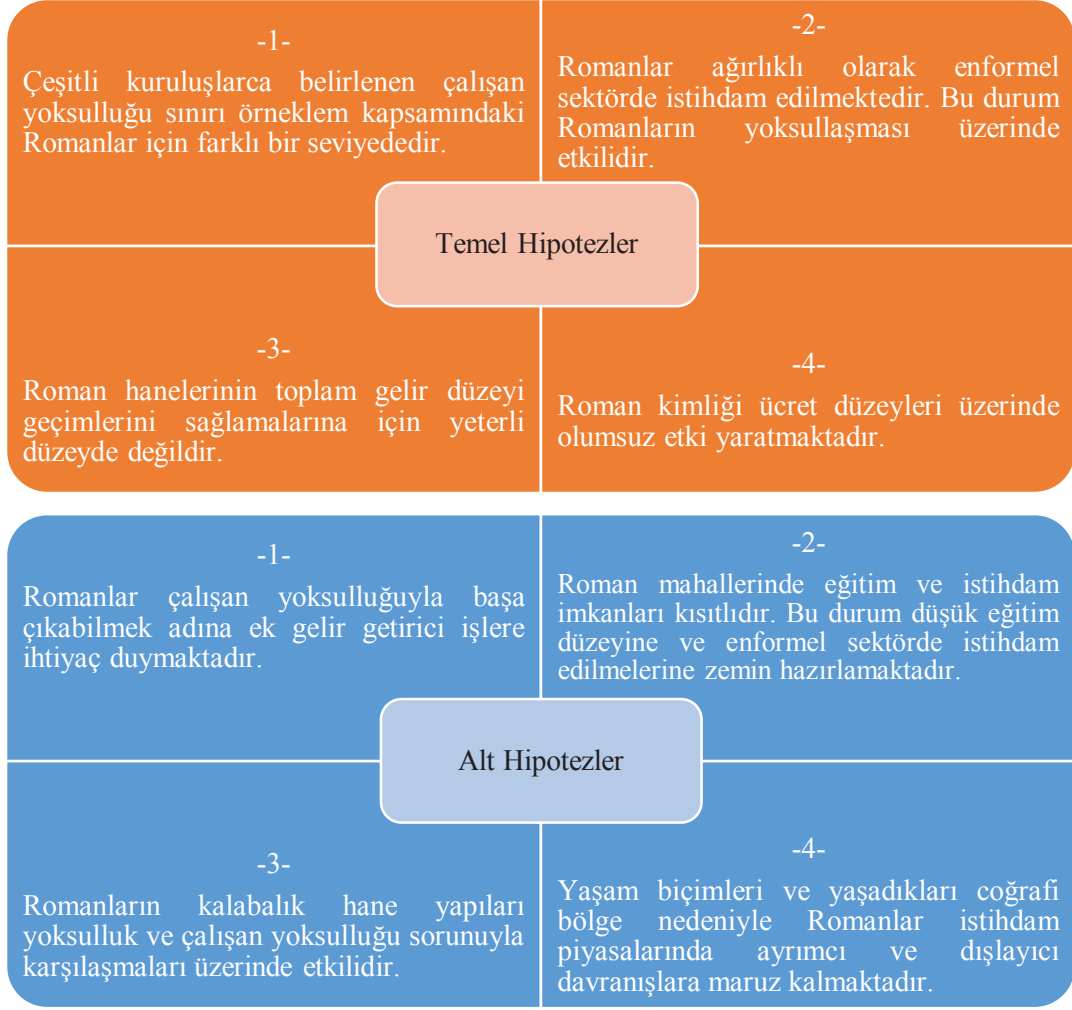 -1-
Çeşitli kuruluşlarca belirlenen çalışan
yoksulluğu sınırı örneklem kapsamındaki
Romanlar için farklı bir seviyededir.
-2-
Romanlar ağırlıklı olarak enformel
sektörde istihdam edilmektedir. Bu durum
Romanların yoksullaşması üzerinde
etkilidir.
Temel Hipotezler
-3-
Roman hanelerinin toplam gelir düzeyi
geçimlerini sağlamalarına için yeterli
düzeyde değildir.
-4-
Roman kimliği ücret düzeyleri üzerinde
olumsuz etki yaratmaktadır.
-1-
Romanlar çalışan yoksulluğuyla başa
çıkabilmek adına ek gelir getirici işlere
ihtiyaç duymaktadır.
-2-
Roman mahallerinde eğitim ve istihdam
imkanları kısıtlıdır. Bu durum düşük eğitim
düzeyine ve enformel sektörde istihdam
edilmelerine zemin hazırlamaktadır.
Alt Hipotezler
-3-
Romanların kalabalık hane yapıları
yoksulluk ve çalışan yoksulluğu sorunuyla
karşılaşmaları üzerinde etkilidir.
-4-
Yaşam biçimleri ve yaşadıkları coğrafi
bölge nedeniyle Romanlar istihdam
piyasalarında ayrımcı ve dışlayıcı
davranışlara maruz kalmaktadır.